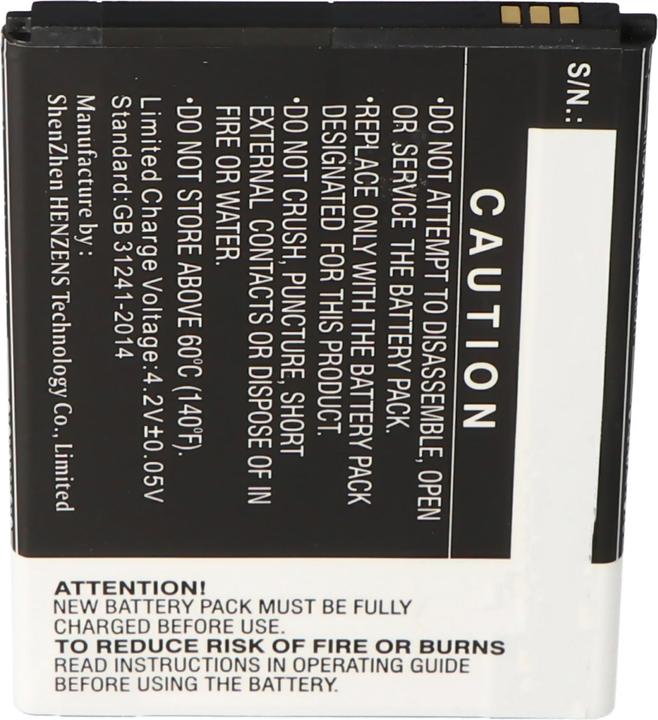 S/N.:
CAUTION
•DO NOT ATTEMPT TO DISASSEMBLE, OPEN
OR SERVICE THE BATTERY PACK.
•REPLACE ONLY WITH THE BATTERY PACK
DESIGNATED FOR THIS PRODUCT.
•DO NOT CRUSH, PUNCTURE, SHORT
EXTERNAL CONTACTS OR DISPOSE OF IN
FIRE OR WATER.
•DO NOT STORE ABOVE 60°C (140°F).
Limited Charge Voltage:4.2V±0.05V
Standard:GB 31241-2014
Manufacture by :
ShenZhen HENZENS Technology Co., Limited
ATTENTION!
NEW BATTERY PACK MUST BE FULLY
CHARGED BEFORE USE.
TO REDUCE RISK OF FIRE OR BURNS
READ INSTRUCTIONS IN OPERATING GUIDE
BEFORE USING THE BATTERY.